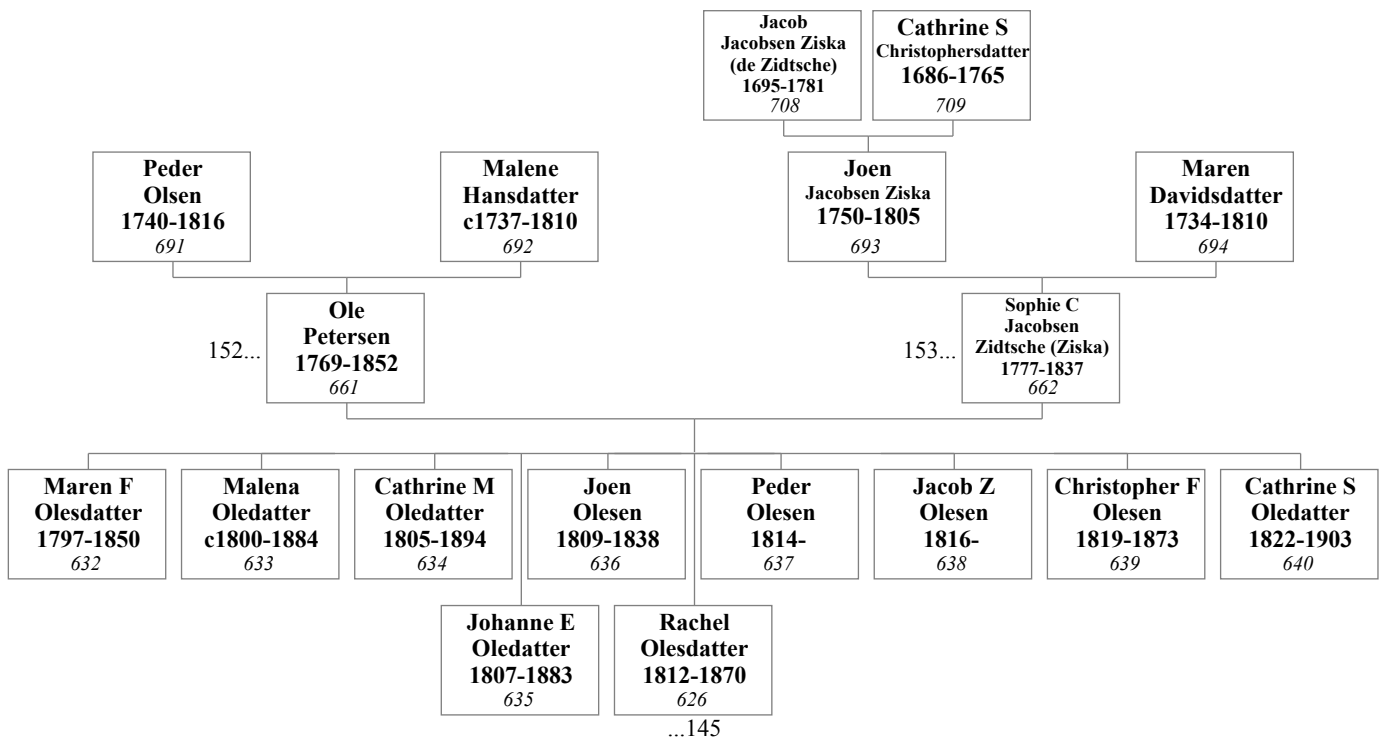 Jacob
Jacobsen Ziska
(de Zidtsche)
1695-1781
708
Cathrine S
Christophersdatter
1686-1765
709
Peder
Olsen
1740-1816
691
Malene
Hansdatter
c1737-1810
692
Joen
Jacobsen Ziska
1750-1805
693
Maren
Davidsdatter
1734-1810
694
152...
Ole
Petersen
1769-1852
661
153...
Sophie C
Jacobsen
Zidtsche (Ziska)
1777-1837
662
Maren F
Olesdatter
1797-1850
632
Malena
Oledatter
c1800-1884
633
Cathrine M
Oledatter
1805-1894
634
Joen
Olesen
1809-1838
636
Peder
Olesen
1814-
637
Jacob Z
Olesen
1816-
638
Christopher F
Olesen
1819-1873
639
Cathrine S
Oledatter
1822-1903
640
Johanne E
Oledatter
1807-1883
635
Rachel
Olesdatter
1812-1870
626
...145